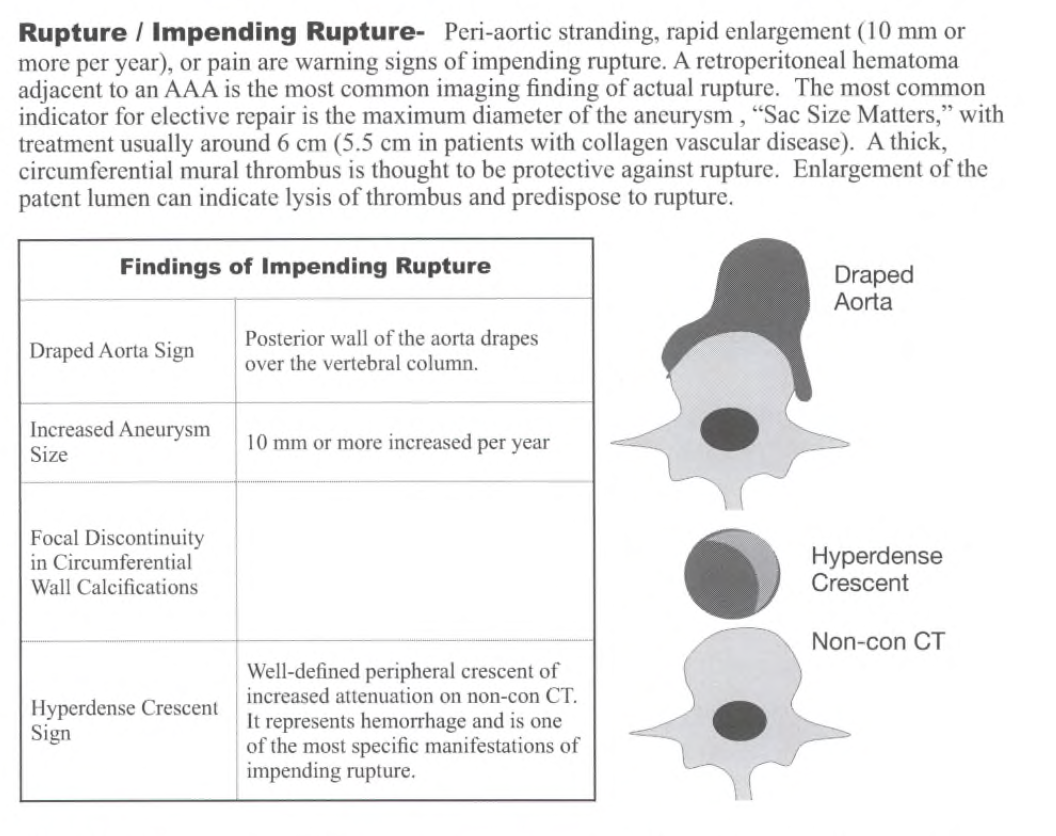 Rupture / Impending Rupture- Peri-aortic stranding, rapid enlargement (10 mm or
more per year), or pain are warning signs of impending rupture. A retroperitoneal hematoma
adjacent to an AAA is the most common imaging finding of actual rupture. The most common
indicator for elective repair is the maximum diameter of the aneurysm , “Sac Size Matters,” with
treatment usually around 6 cm (5.5 cm in patients with collagen vascular disease). A thick,
circumferential mural thrombus is thought to be protective against rupture. Enlargement of the
patent lumen can indicate lysis of thrombus and predispose to rupture.
Findings of Impending Rupture
Draped Aorta Sign
Posterior wall of the aorta drapes
over the vertebral column.
Increased Aneurysm
Size
10 mm or more increased per year
Focal Discontinuity
in Circumferential
Wall Calcifications
Hyperdense Crescent
Sign
Well-defined peripheral crescent of
increased attenuation on non-con CT.
It represents hemorrhage and is one
of the most specific manifestations of
impending rupture.
Draped
Aorta
Hyperdense
Crescent
Non-con CT